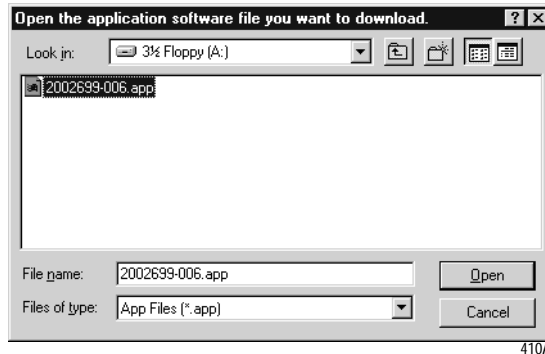 Open the application software file you want to download.
Look in: 3½ Floppy (A:)
2002699-006.app
File name: 2002699-006.app Open
Files of type: App Files (*.app) Cancel